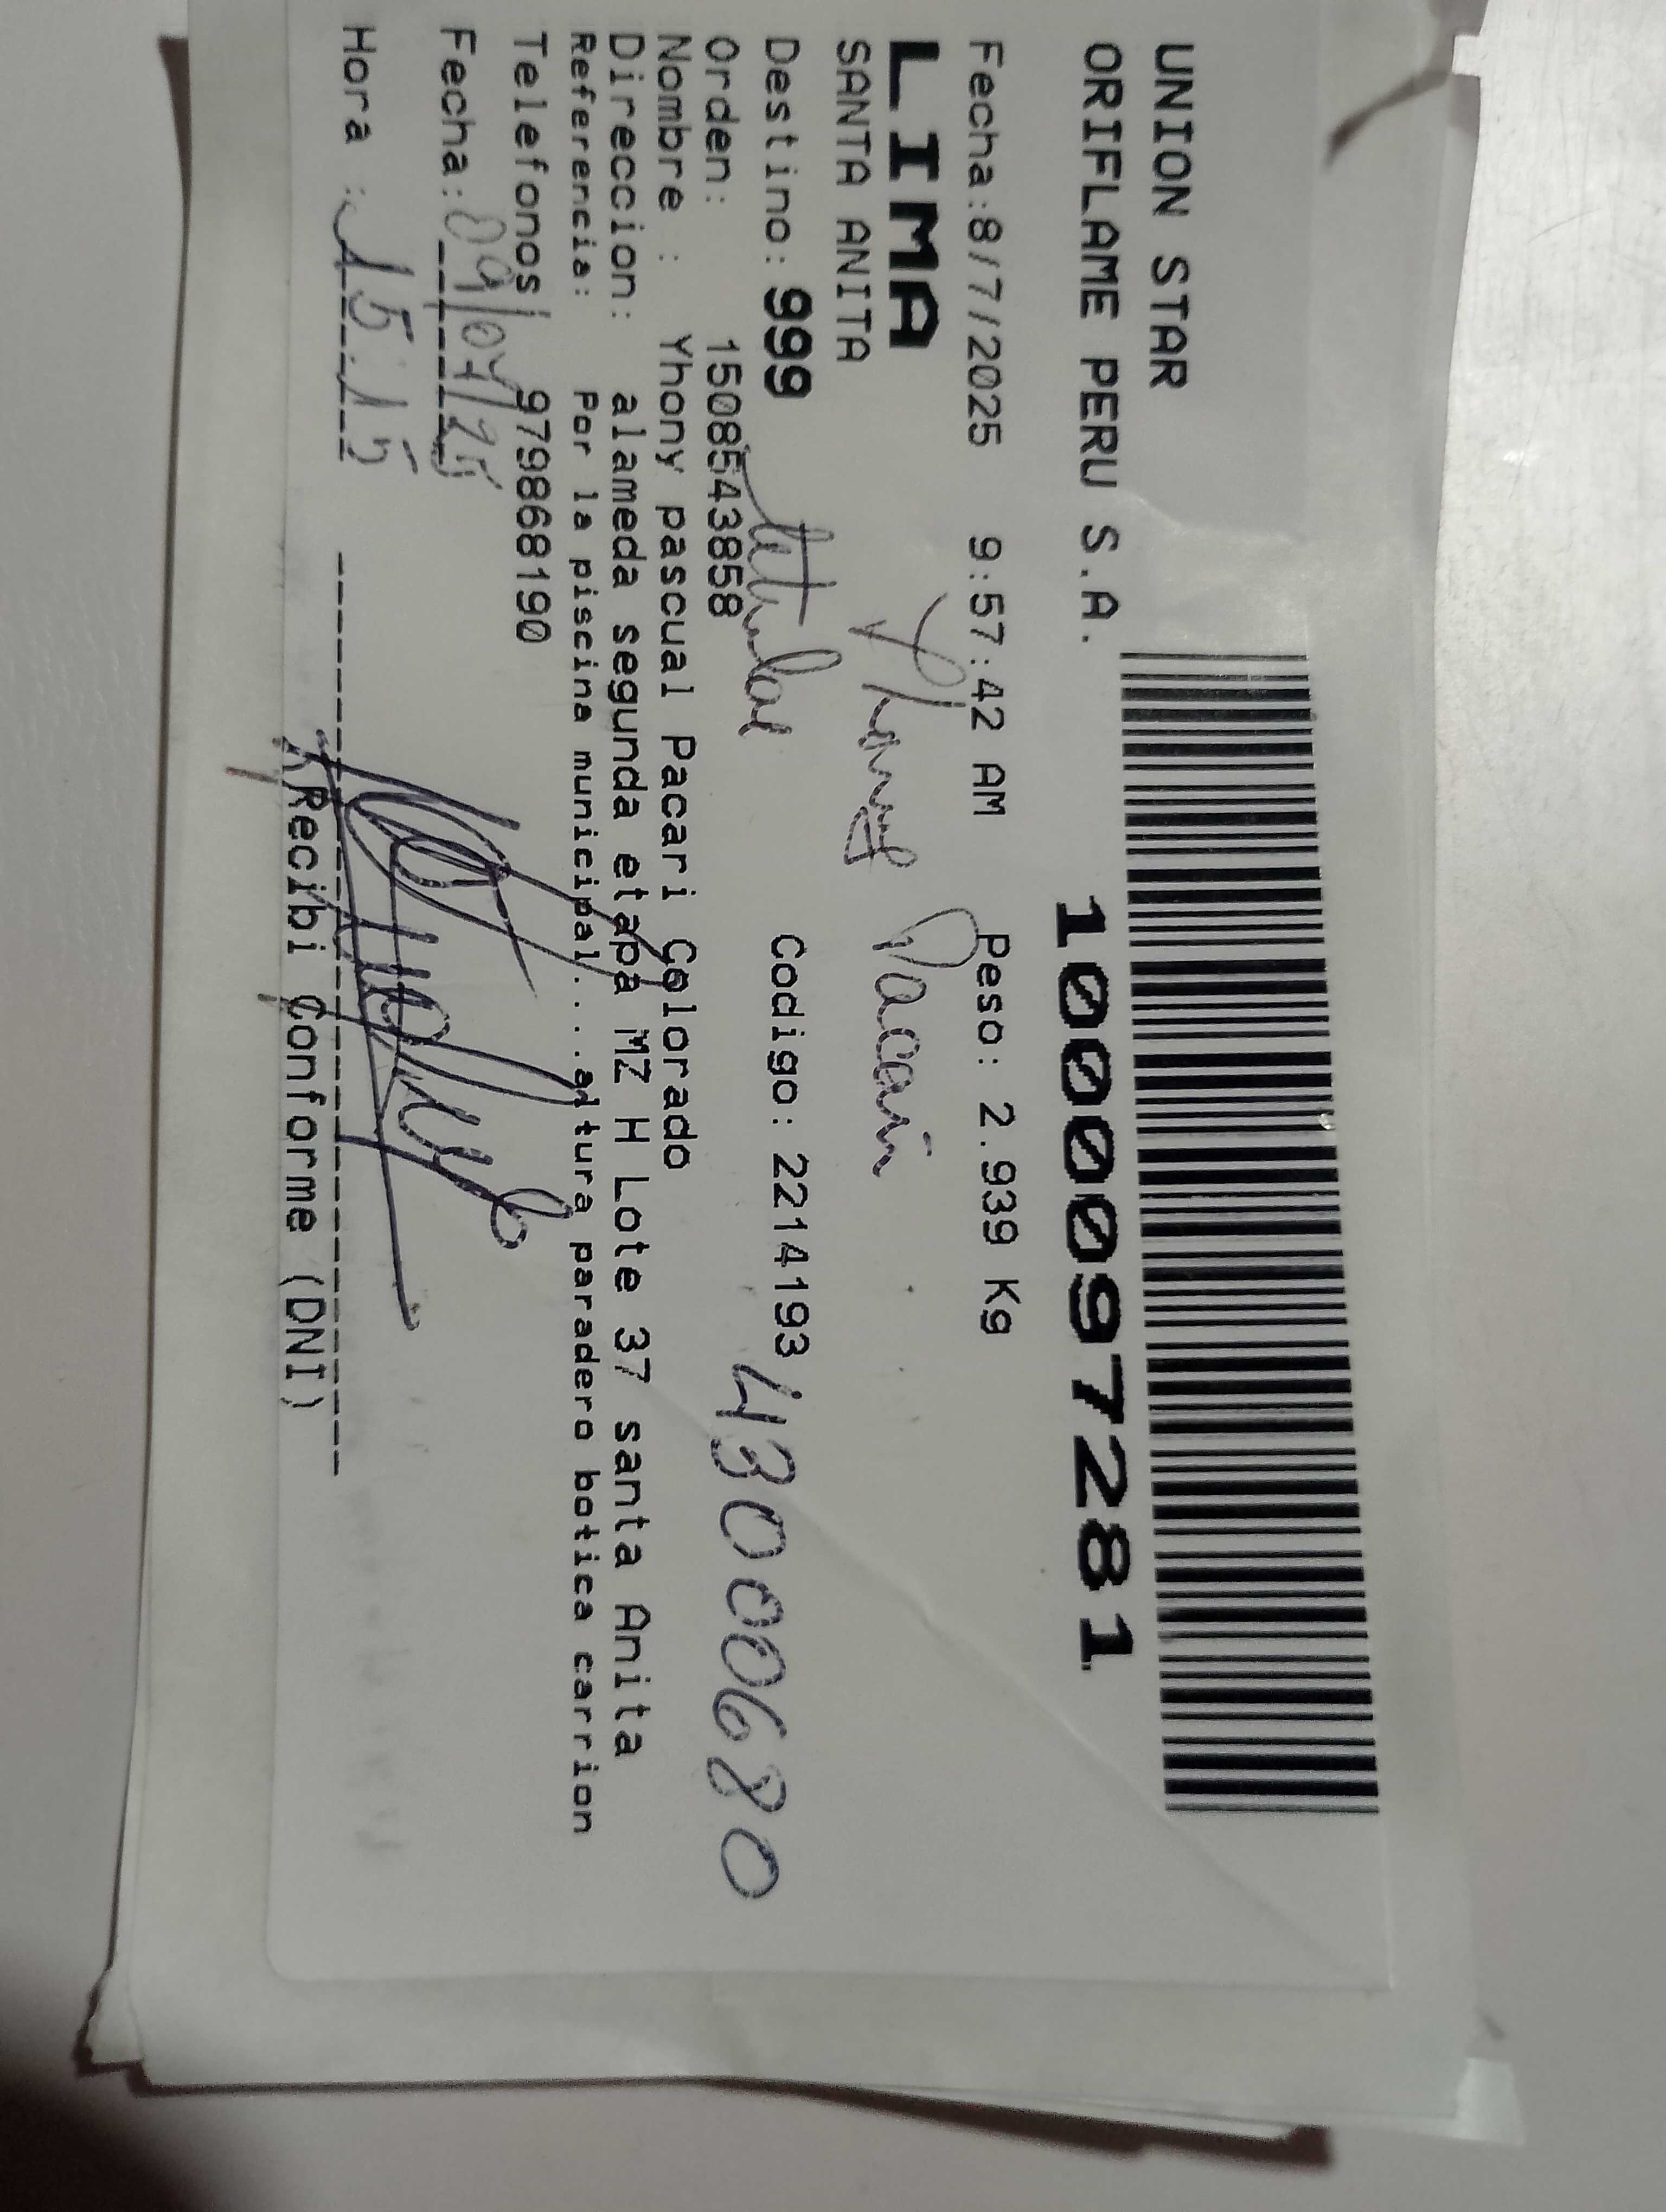 UNION STAR
ORIFLAME PERU S.A.
1000097281
Fecha:8/7/2025 9:57:42 AM Peso: 2.939 Kg
LIMA
Yhony Pacari
SANTA ANITA
Destino: 999 Codigo: 2214193
titular 43000680
Orden: 1508543858
Nombre : Yhony pascual Pacari Colorado
Direccion: alameda segunda etapa MZ H Lote 37 santa Anita
Referencia: Por la piscina municipal....altura paradero botica carrion
Telefonos 979868190
Fecha: 09/07/25
Hora : 15:15
Recibi Conforme (DNI)